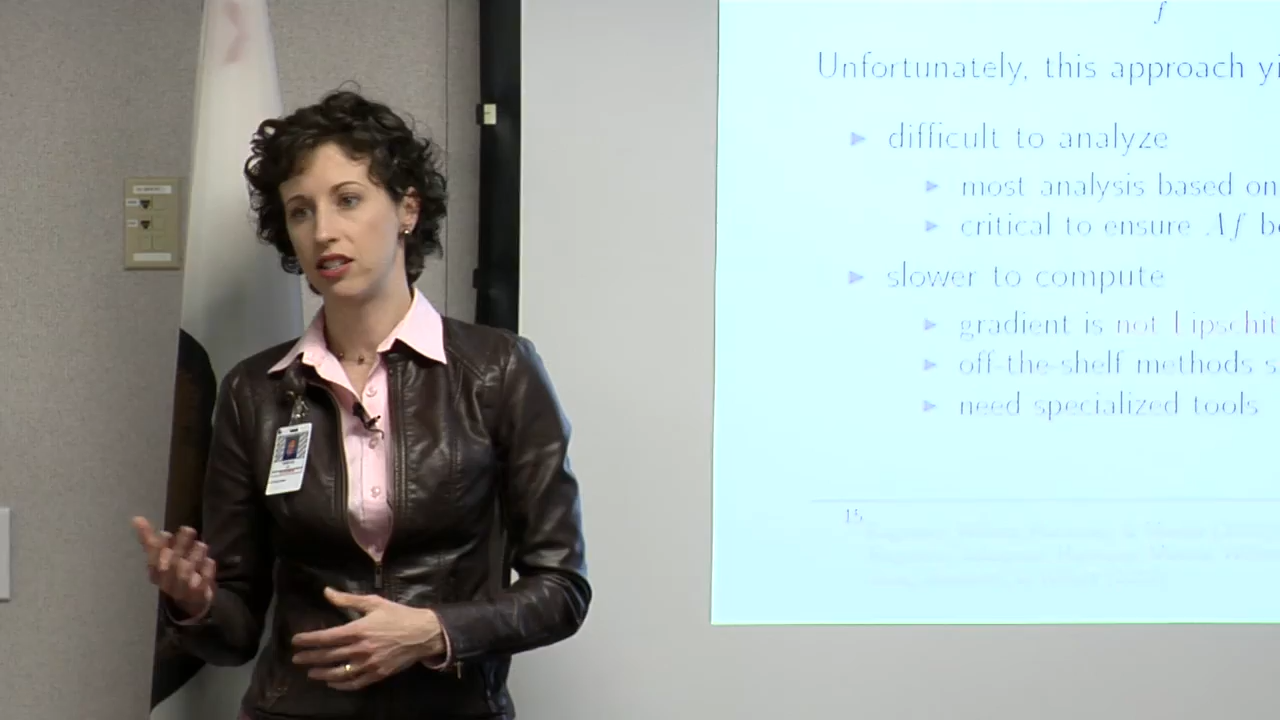 f
Unfortunately, this approach yi
difficult to analyze
most analysis based on
critical to ensure Af be
slower to compute
gradient is not Lipschit
off-the-shelf methods s
need specialized tools
15